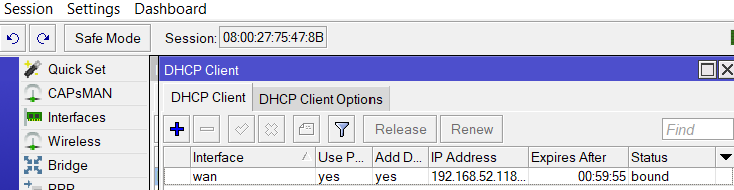 Session Settings Dashboard
Safe Mode Session: 08:00:27:75:47:8B
Quick Set
CAPsMAN
Interfaces
Wireless
Bridge
PPP
DHCP Client
DHCP Client DHCP Client Options
Release Renew Find
Interface Use P... Add D... IP Address Expires After Status
wan yes yes 192.168.52.118... 00:59:55 bound